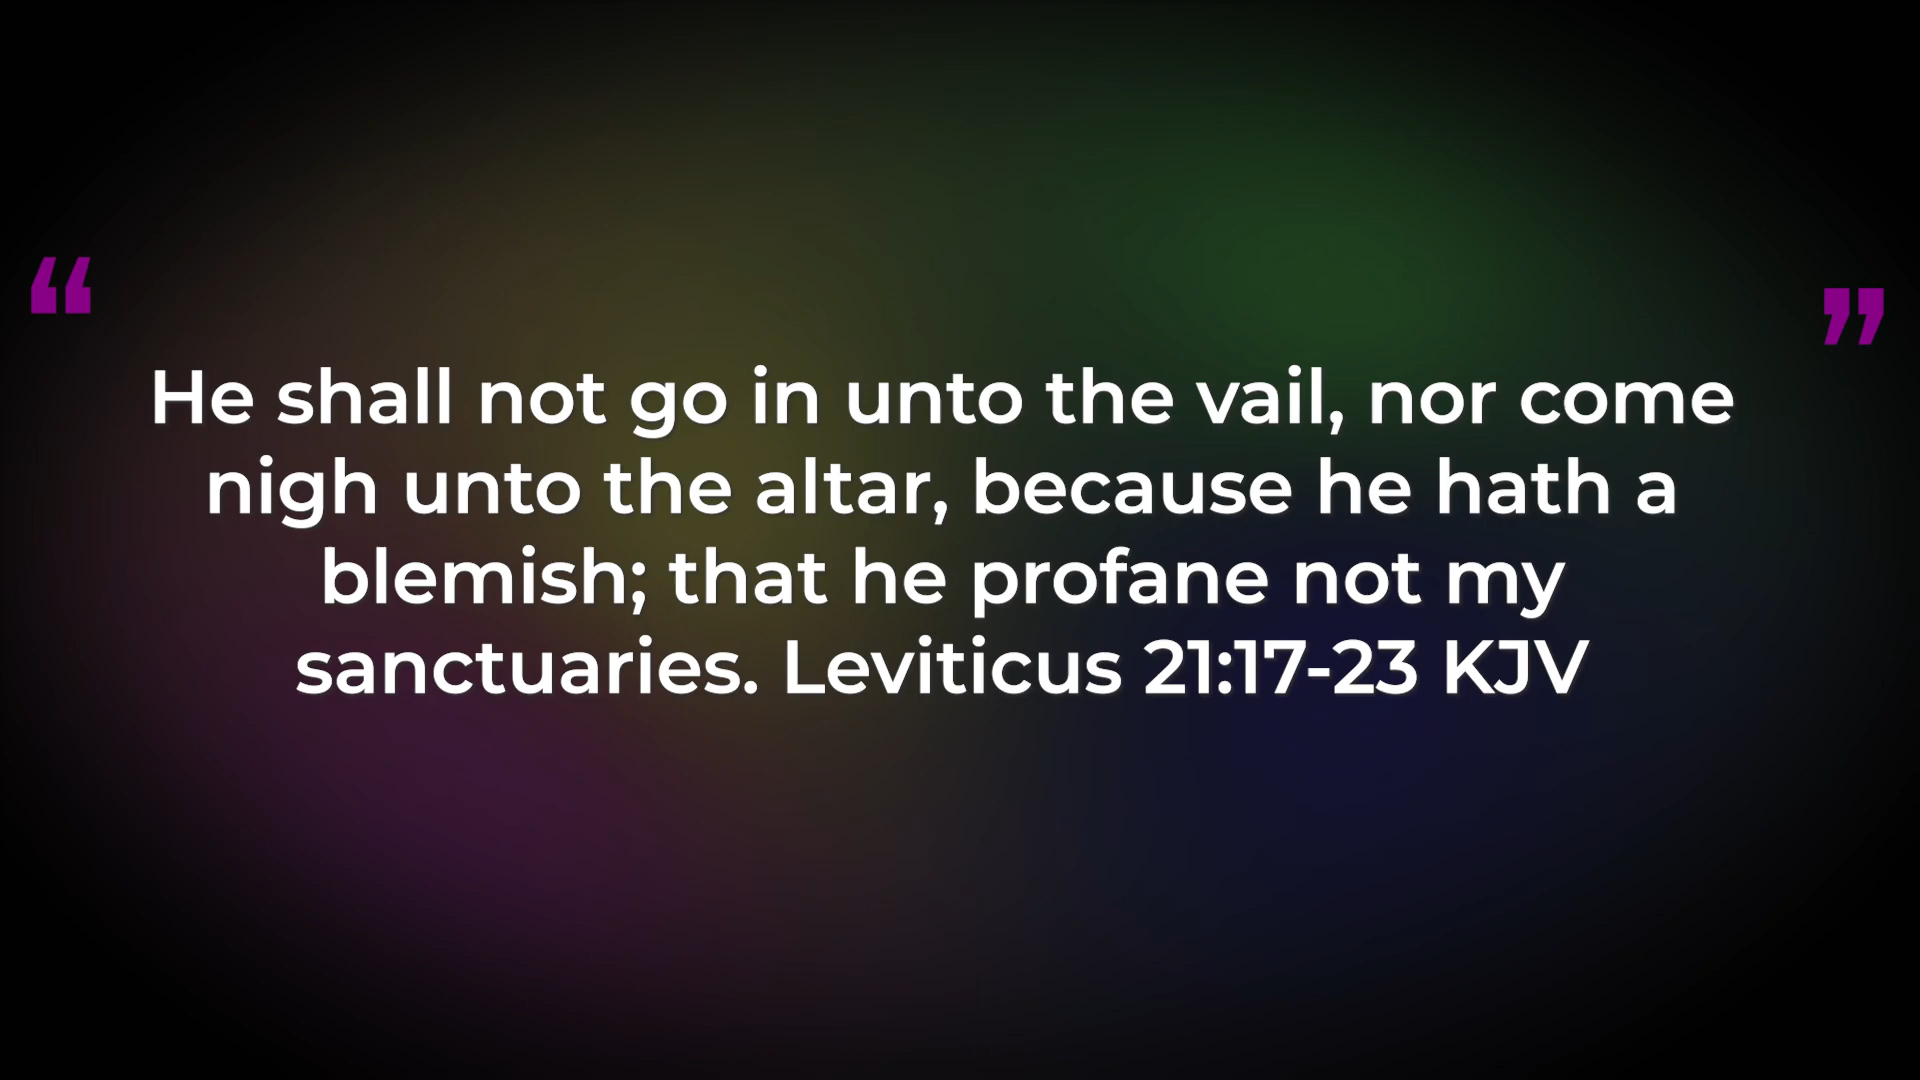 “
”
He shall not go in unto the vail, nor come
nigh unto the altar, because he hath a
blemish; that he profane not my
sanctuaries. Leviticus 21:17-23 KJV